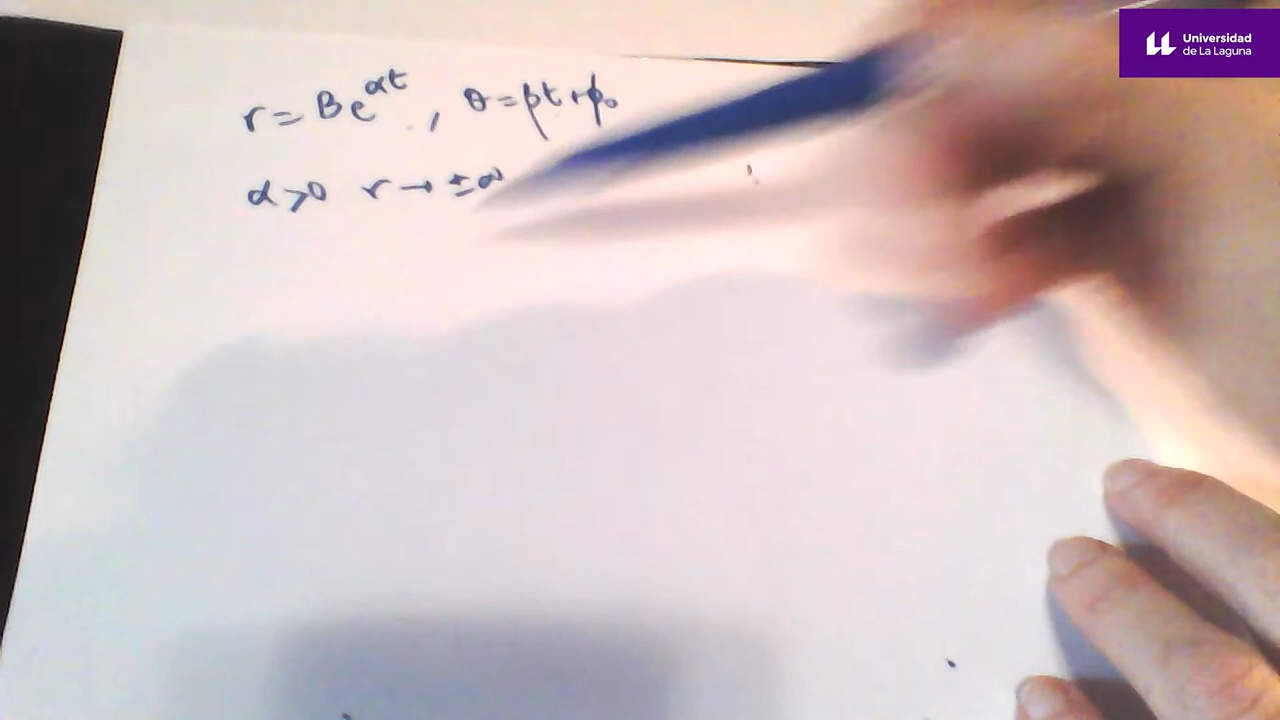 r = Be^{αt}, θ = βt + ϕ₀
α > 0 r → ±∞
Universidad
de La Laguna